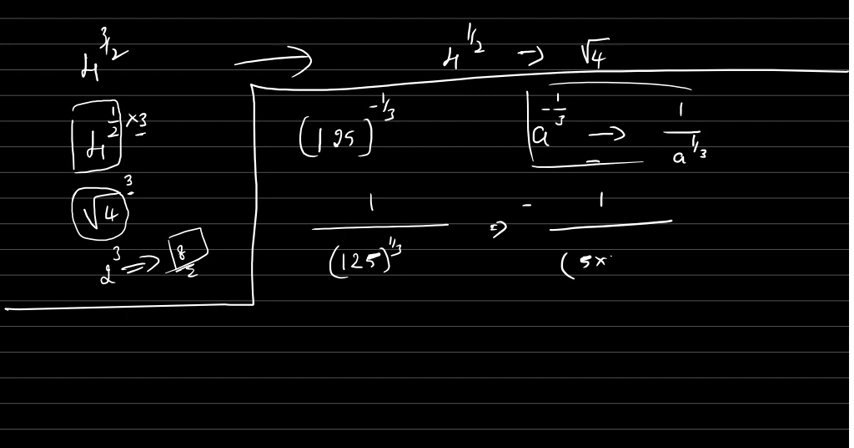 4^{3/2} → 4^{1/2} → √4
4^{1/2 × 3}
√4^3
2^3 ⇒ 8
(125)^{-1/3} a^{-1/3} → 1/a^{1/3}
1/(125)^{1/3} ⇒ - 1/(5×